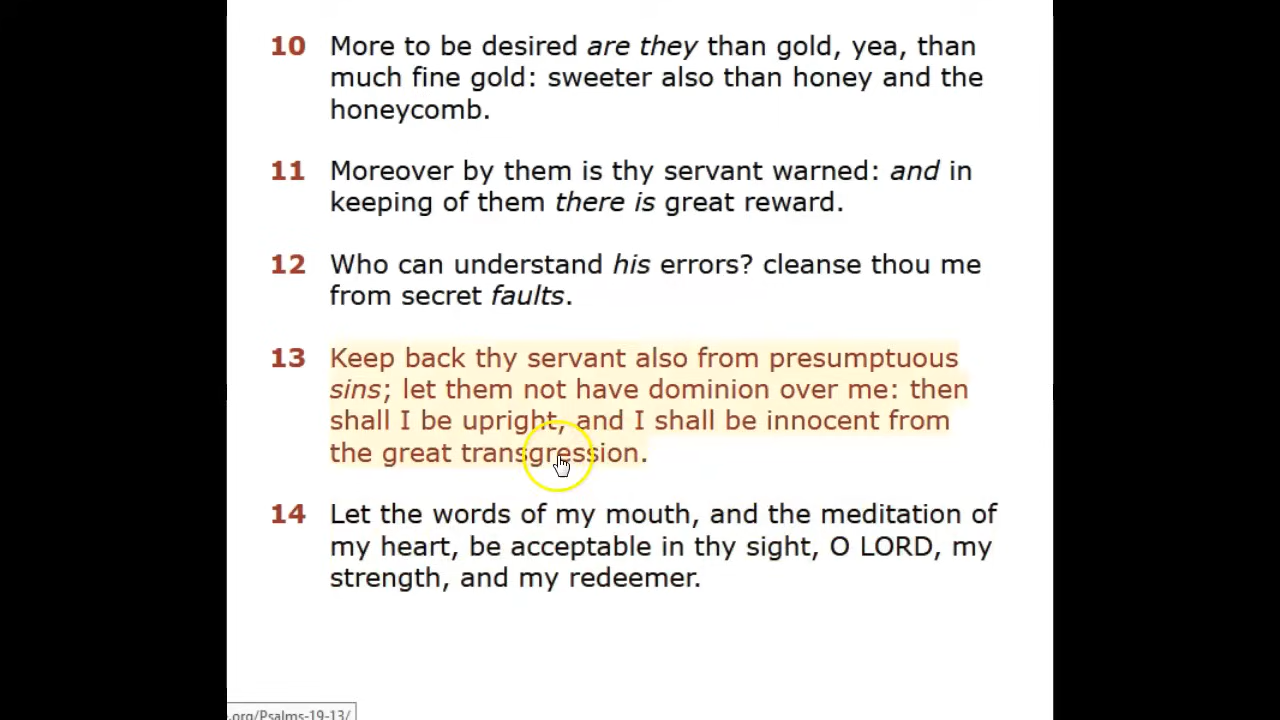 10 More to be desired are they than gold, yea, than
much fine gold: sweeter also than honey and the
honeycomb.
11 Moreover by them is thy servant warned: and in
keeping of them there is great reward.
12 Who can understand his errors? cleanse thou me
from secret faults.
13 Keep back thy servant also from presumptuous
sins; let them not have dominion over me: then
shall I be upright, and I shall be innocent from
the great transgression.
14 Let the words of my mouth, and the meditation of
my heart, be acceptable in thy sight, O LORD, my
strength, and my redeemer.
.org/Psalms-19-13/